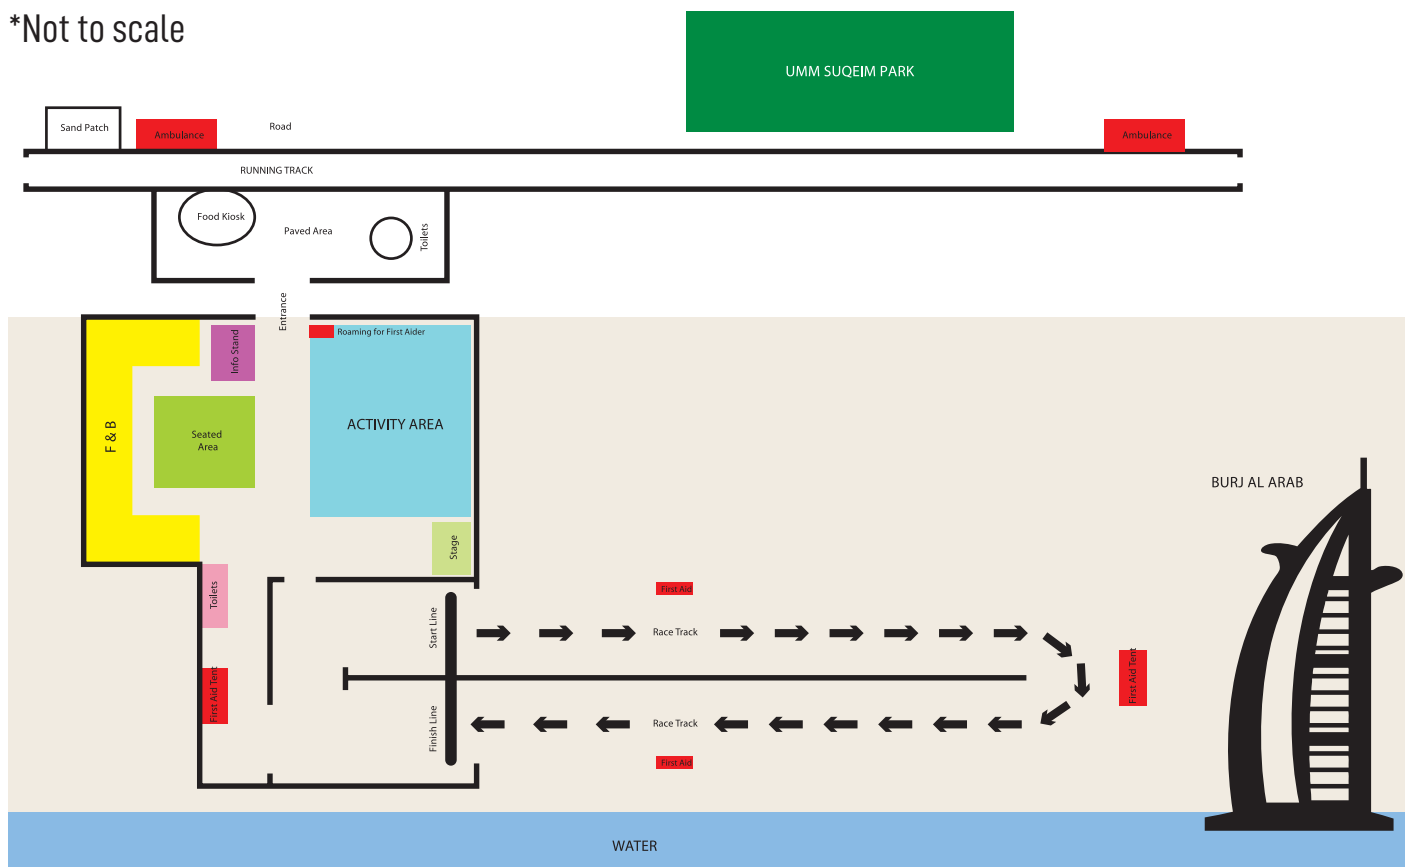 *Not to scale
UMM SUQEIM PARK
Sand Patch
Ambulance
Road
Ambulance
RUNNING TRACK
Food Kiosk
Paved Area
Toilets
Entrance
Info Stand
Roaming for First Aider
F & B
Seated
Area
ACTIVITY AREA
BURJ AL ARAB
Stage
Toilets
First Aid
Start Line
Race Track
First Aid Tent
First Aid Tent
Finish Line
Race Track
First Aid
WATER